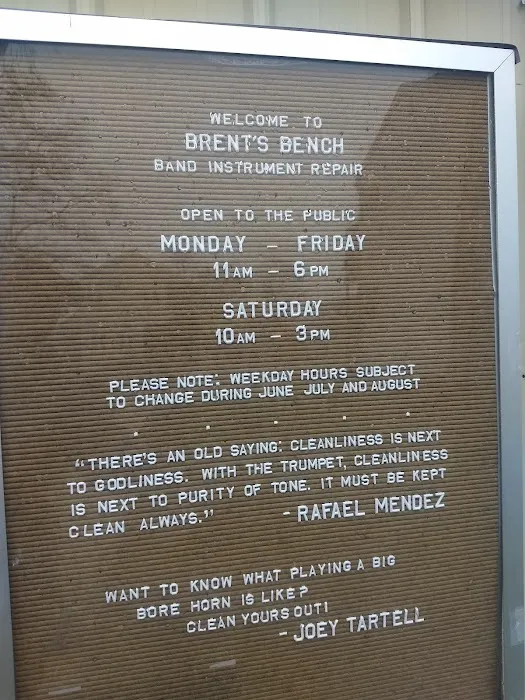 WELCOME TO
BRENT'S BENCH
BAND INSTRUMENT REPAIR
OPEN TO THE PUBLIC
MONDAY – FRIDAY
11AM – 6PM
SATURDAY
10AM – 3PM
PLEASE NOTE: WEEKDAY HOURS SUBJECT
TO CHANGE DURING JUNE JULY AND AUGUST
. . . . .
"THERE'S AN OLD SAYING: CLEANLINESS IS NEXT
TO GODLINESS. WITH THE TRUMPET, CLEANLINESS
IS NEXT TO PURITY OF TONE. IT MUST BE KEPT
CLEAN ALWAYS." - RAFAEL MENDEZ
WANT TO KNOW WHAT PLAYING A BIG
BORE HORN IS LIKE?
CLEAN YOURS OUT!
- JOEY TARTELL